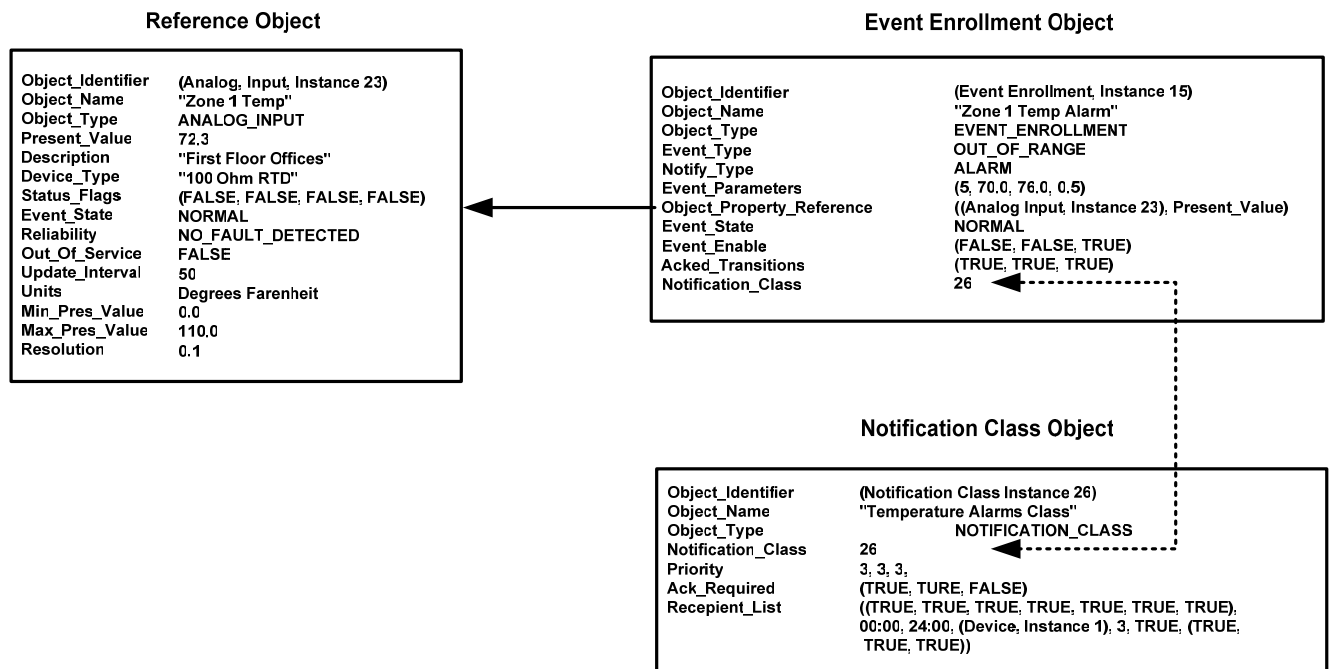 Reference Object
Object_Identifier (Analog, Input, Instance 23)
Object_Name "Zone 1 Temp"
Object_Type ANALOG_INPUT
Present_Value 72.3
Description "First Floor Offices"
Device_Type "100 Ohm RTD"
Status_Flags (FALSE, FALSE, FALSE, FALSE)
Event_State NORMAL
Reliability NO_FAULT_DETECTED
Out_Of_Service FALSE
Update_Interval 50
Units Degrees Farenheit
Min_Pres_Value 0.0
Max_Pres_Value 110.0
Resolution 0.1
Event Enrollment Object
Object_Identifier (Event Enrollment, Instance 15)
Object_Name "Zone 1 Temp Alarm"
Object_Type EVENT_ENROLLMENT
Event_Type OUT_OF_RANGE
Notify_Type ALARM
Event_Parameters (5, 70.0, 76.0, 0.5)
Object_Property_Reference ((Analog Input, Instance 23), Present_Value)
Event_State NORMAL
Event_Enable (FALSE, FALSE, TRUE)
Acked_Transitions (TRUE, TRUE, TRUE)
Notification_Class 26
Notification Class Object
Object_Identifier (Notification Class Instance 26)
Object_Name "Temperature Alarms Class"
Object_Type NOTIFICATION_CLASS
Notification_Class 26
Priority 3, 3, 3,
Ack_Required (TRUE, TURE, FALSE)
Recepient_List ((TRUE, TRUE, TRUE, TRUE, TRUE, TRUE, TRUE),
00:00, 24:00, (Device, Instance 1), 3, TRUE, (TRUE,
TRUE, TRUE))